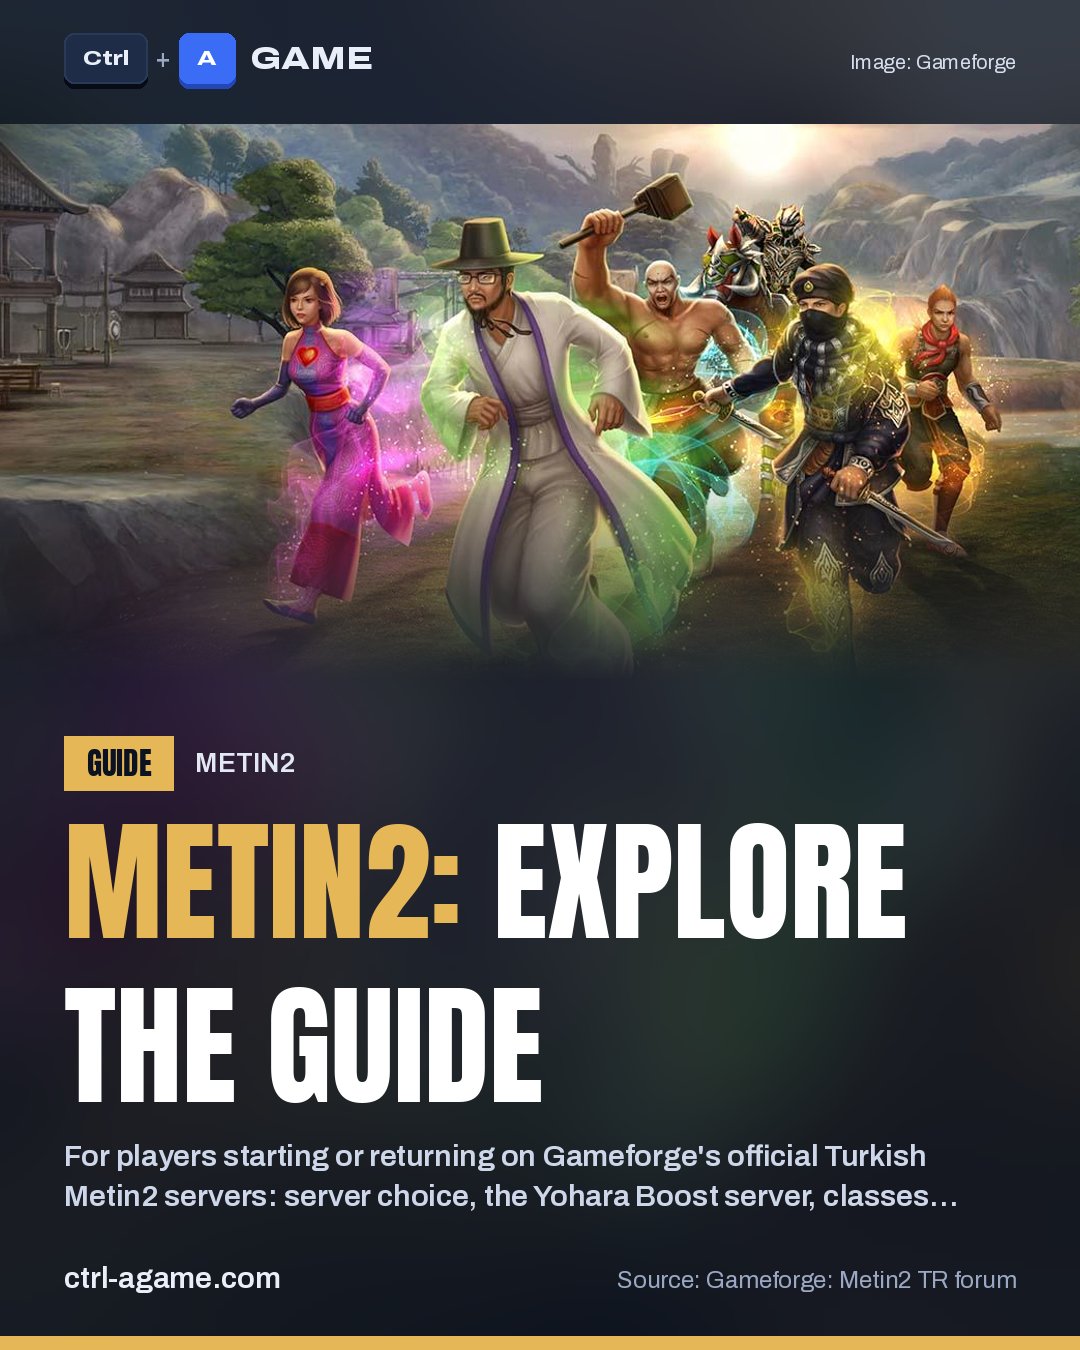 Ctrl + A GAME
Image: Gameforge
GUIDE METIN2
METIN2: EXPLORE
THE GUIDE
For players starting or returning on Gameforge's official Turkish
Metin2 servers: server choice, the Yohara Boost server, classes...
ctrl-agame.com
Source: Gameforge: Metin2 TR forum